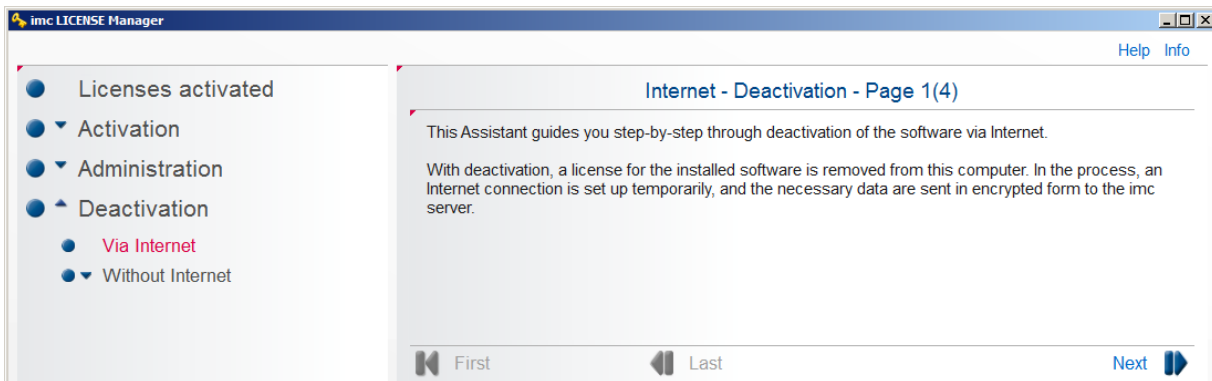 imc LICENSE Manager
Help Info
Licenses activated
Activation
Administration
Deactivation
Via Internet
Without Internet
Internet - Deactivation - Page 1(4)
This Assistant guides you step-by-step through deactivation of the software via Internet.
With deactivation, a license for the installed software is removed from this computer. In the process, an
Internet connection is set up temporarily, and the necessary data are sent in encrypted form to the imc
server.
First Last Next